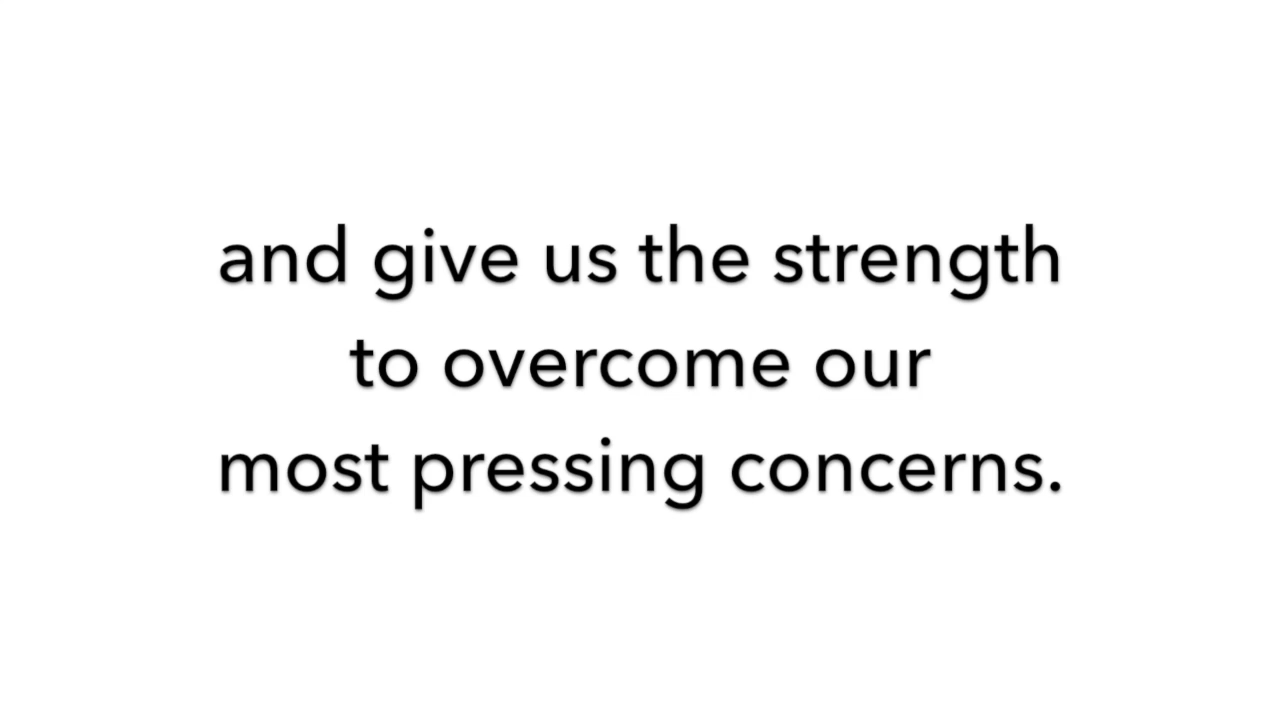 and give us the strength
to overcome our
most pressing concerns.